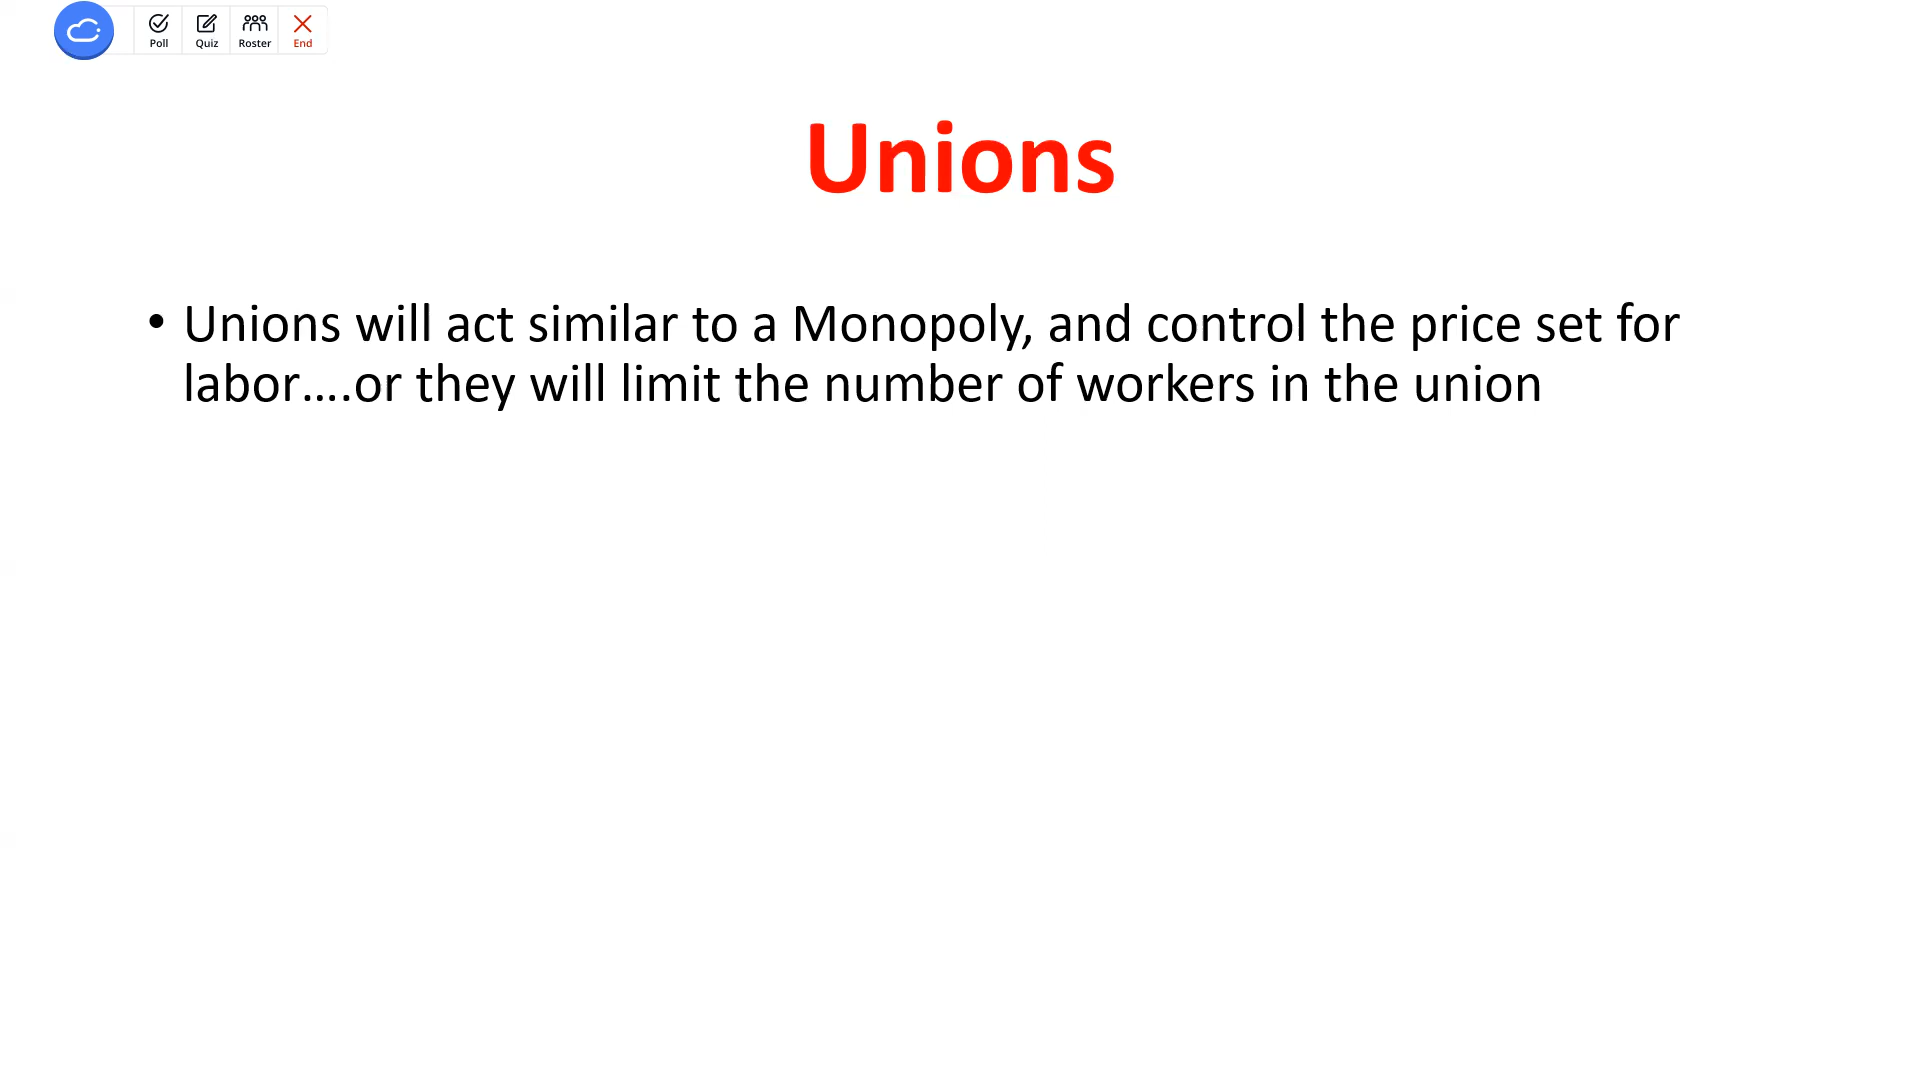 Poll Quiz Roster End
Unions
• Unions will act similar to a Monopoly, and control the price set for
labor....or they will limit the number of workers in the union